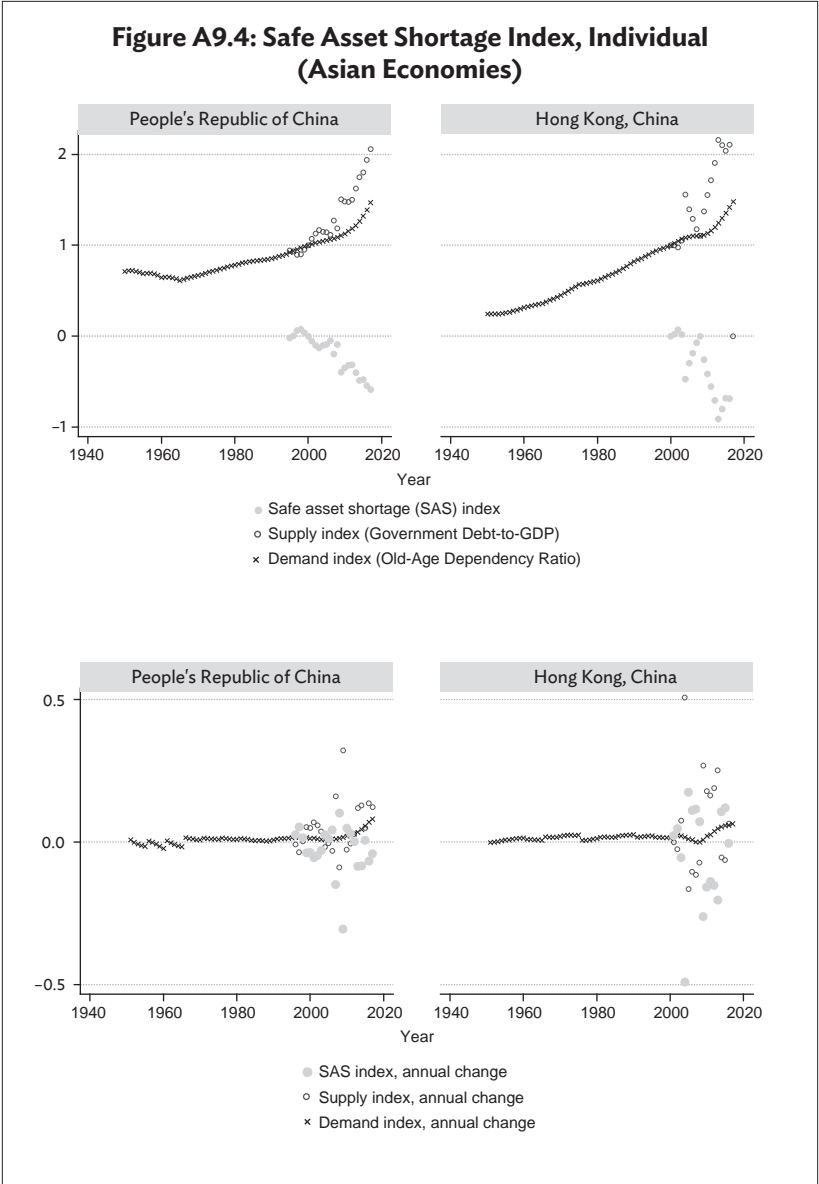 Figure A9.4: Safe Asset Shortage Index, Individual
(Asian Economies)
People's Republic of China
Hong Kong, China
2
1
0
–1
1940 1960 1980 2000 2020
1940 1960 1980 2000 2020
Year
Safe asset shortage (SAS) index
Supply index (Government Debt-to-GDP)
Demand index (Old-Age Dependency Ratio)
People's Republic of China
Hong Kong, China
0.5
0.0
–0.5
1940 1960 1980 2000 2020
1940 1960 1980 2000 2020
Year
SAS index, annual change
Supply index, annual change
Demand index, annual change